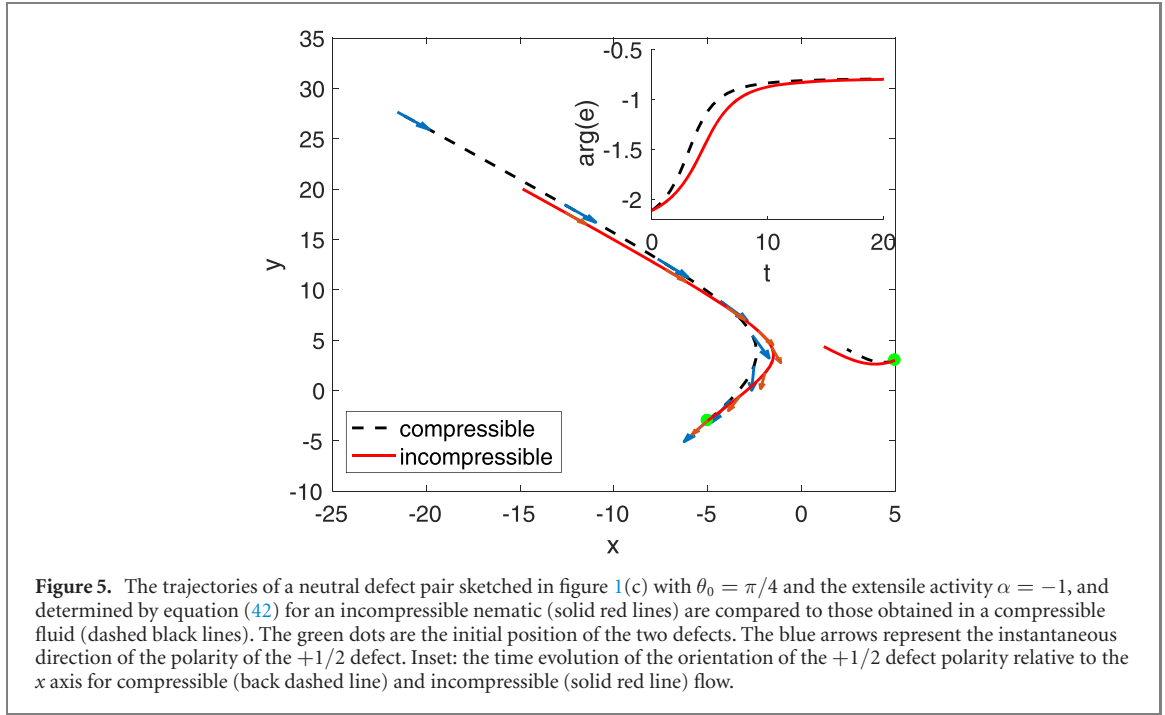 35
30
25
20
15
10
5
0
-5
-10
y
-25
-20
-15
-10
-5
0
5
x
-0.5
-1
-1.5
-2
arg(e)
0
10
20
t
compressible
incompressible
Figure 5. The trajectories of a neutral defect pair sketched in figure 1(c) with θ₀ = π/4 and the extensile activity α = −1, and
determined by equation (42) for an incompressible nematic (solid red lines) are compared to those obtained in a compressible
fluid (dashed black lines). The green dots are the initial position of the two defects. The blue arrows represent the instantaneous
direction of the polarity of the +1/2 defect. Inset: the time evolution of the orientation of the +1/2 defect polarity relative to the
x axis for compressible (back dashed line) and incompressible (solid red line) flow.